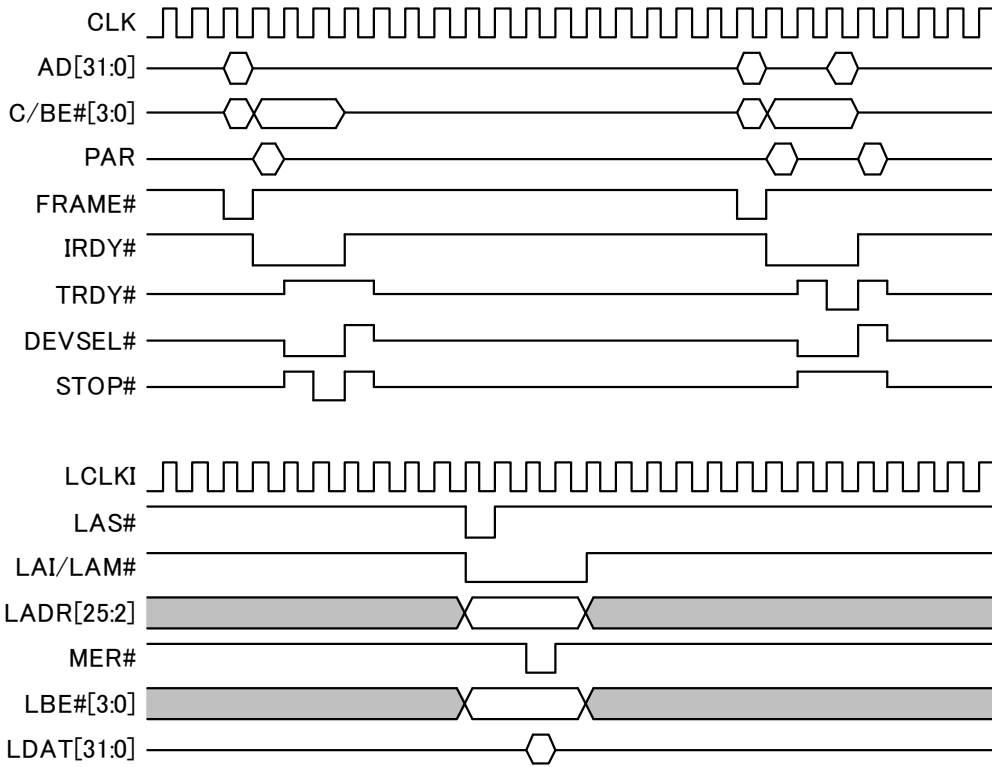 CLK
AD[31:0]
C/BE#[3:0]
PAR
FRAME#
IRDY#
TRDY#
DEVSEL#
STOP#
LCLKI
LAS#
LAI/LAM#
LADR[25:2]
MER#
LBE#[3:0]
LDAT[31:0]